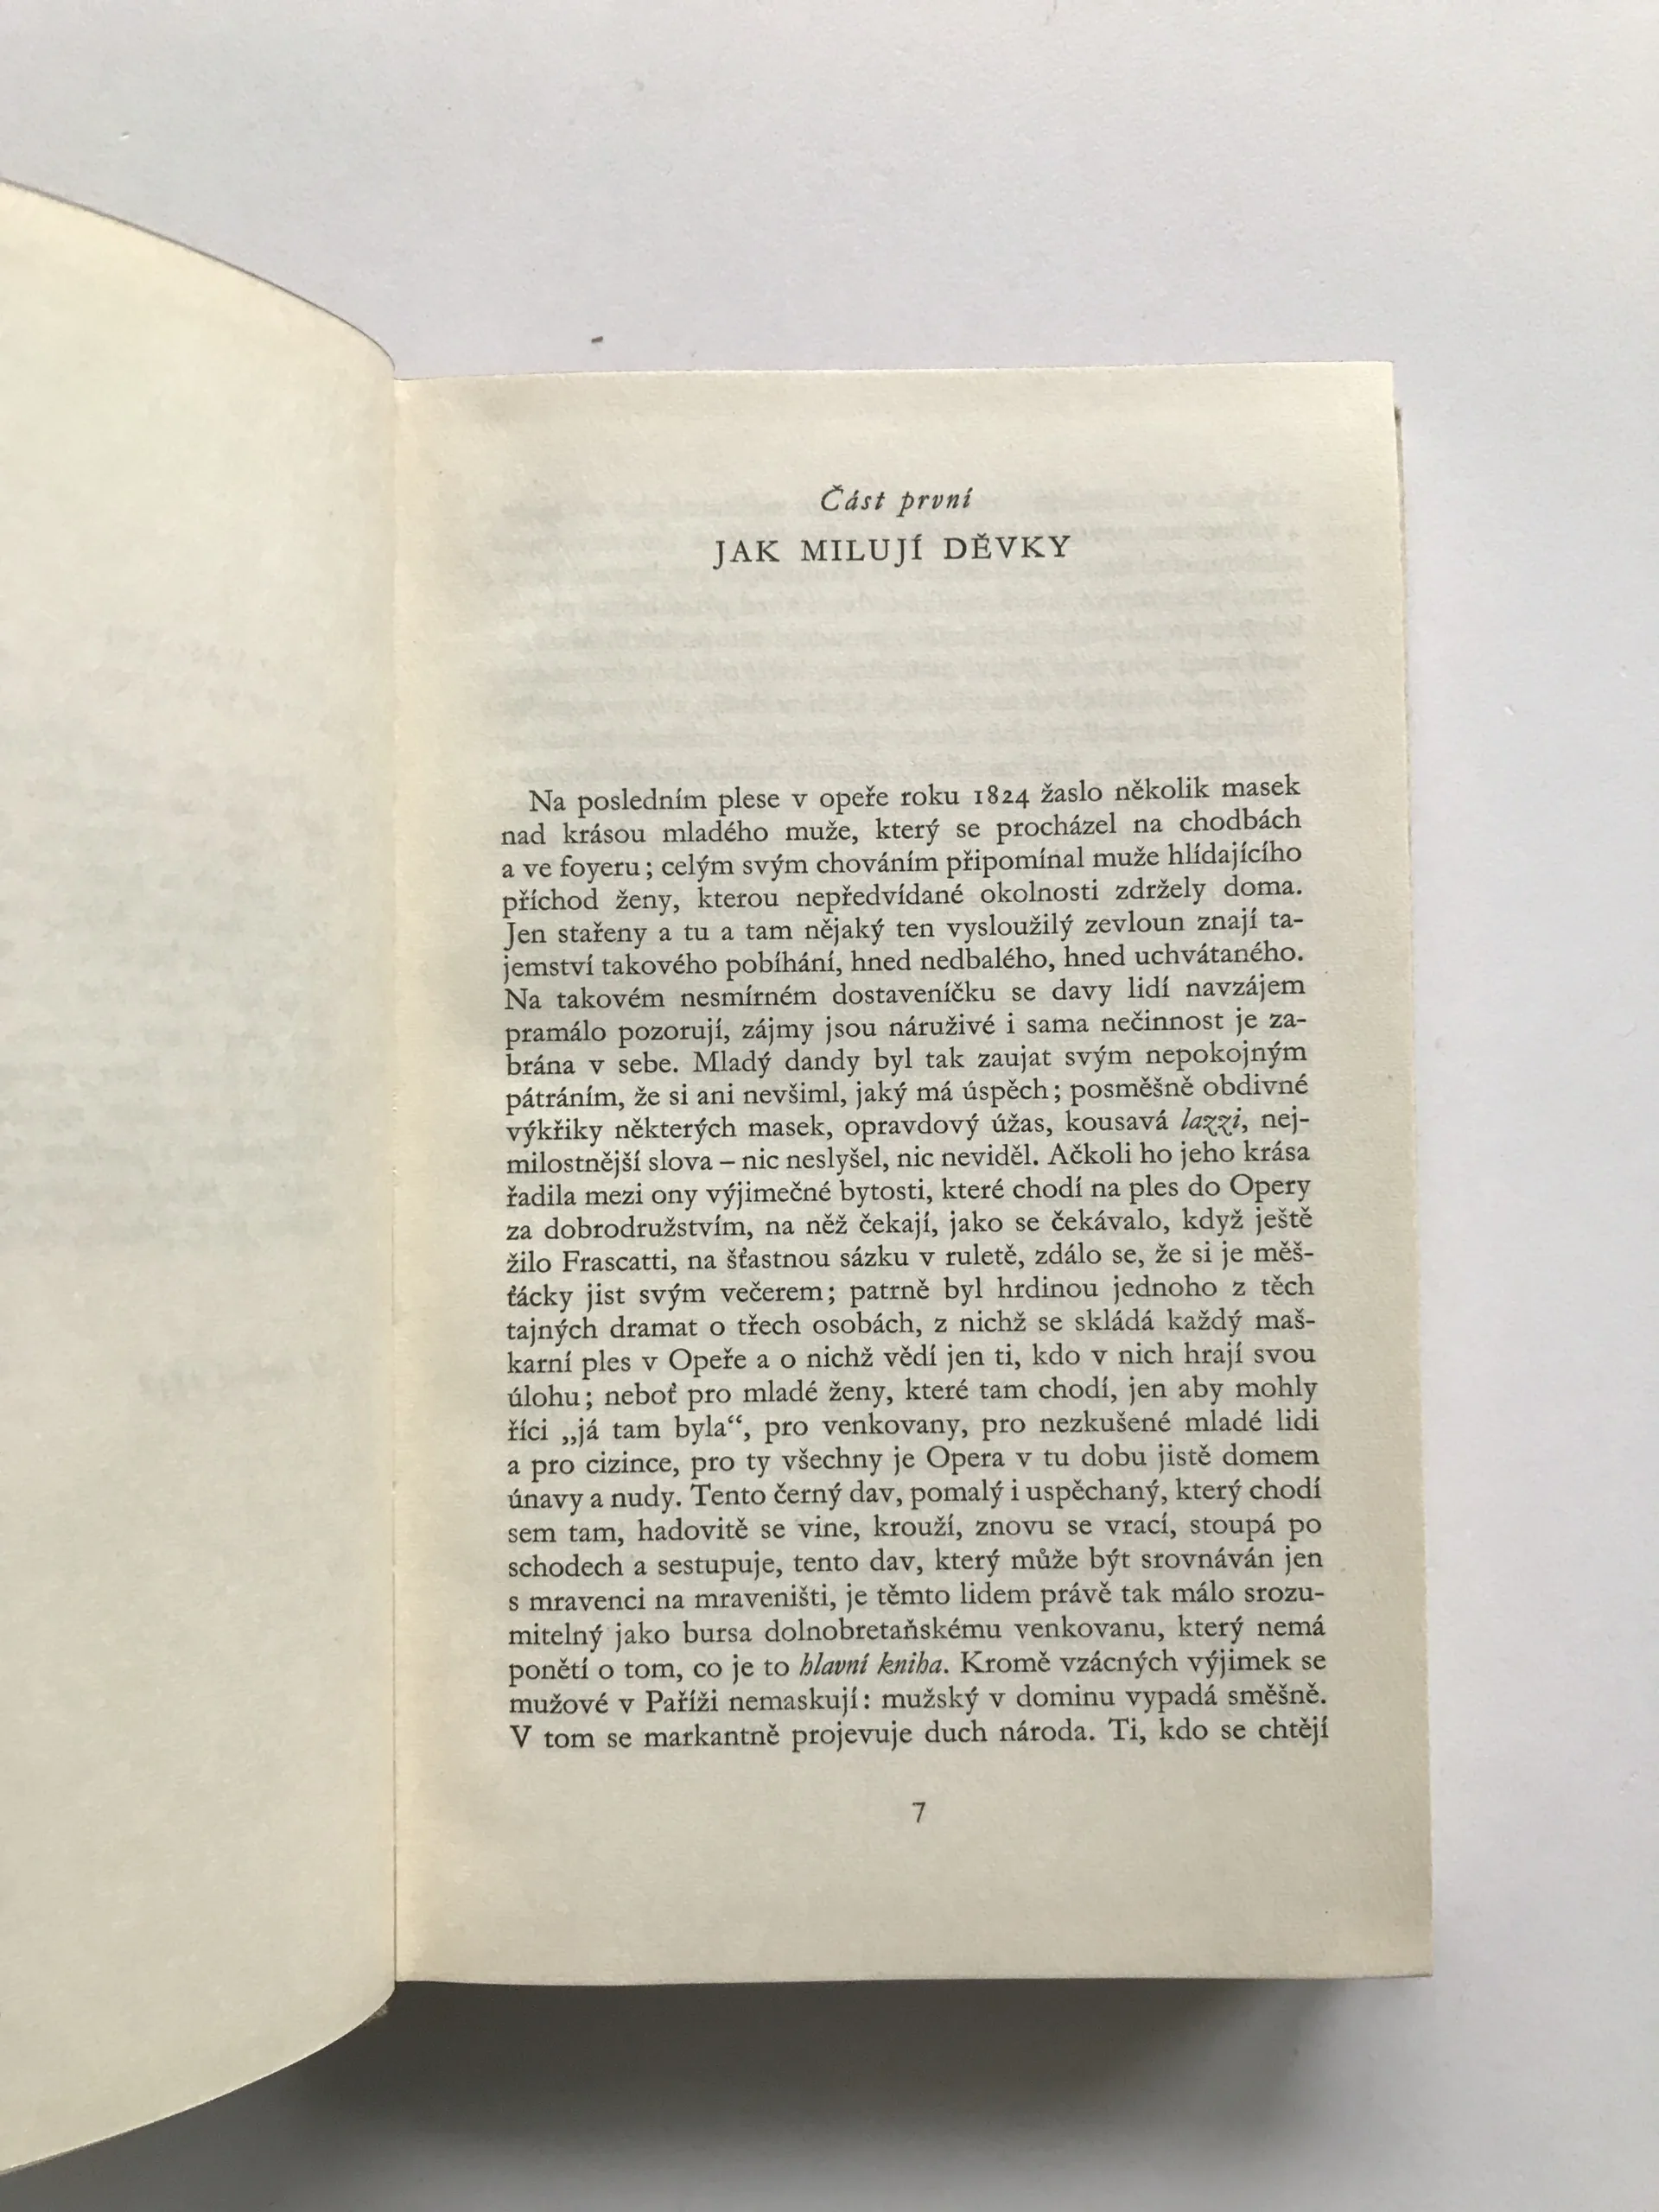 Část první
JAK MILUJÍ DĚVKY
Na posledním plese v opeře roku 1824 žaslo několik masek
nad krásou mladého muže, který se procházel na chodbách
a ve foyeru; celým svým chováním připomínal muže hlídajícího
příchod ženy, kterou nepředvídané okolnosti zdržely doma.
Jen stařeny a tu a tam nějaký ten vysloužilý zevloun znají ta-
jemství takového pobíhání, hned nedbalého, hned uchvátaného.
Na takovém nesmírném dostaveníčku se davy lidí navzájem
pramálo pozorují, zájmy jsou náruživé i sama nečinnost je za-
brána v sebe. Mladý dandy byl tak zaujat svým nepokojným
pátráním, že si ani nevšiml, jaký má úspěch; posměšně obdivné
výkřiky některých masek, opravdový úžas, kousavá lazzi, nej-
milostnější slova – nic neslyšel, nic neviděl. Ačkoli ho jeho krása
řadila mezi ony výjimečné bytosti, které chodí na ples do Opery
za dobrodružstvím, na něž čekají, jako se čekávalo, když ještě
žilo Frascatti, na šťastnou sázku v ruletě, zdálo se, že si je měš-
ťácky jist svým večerem; patrně byl hrdinou jednoho z těch
tajných dramat o třech osobách, z nichž se skládá každý maš-
karní ples v Opeře a o nichž vědí jen ti, kdo v nich hrají svou
úlohu; neboť pro mladé ženy, které tam chodí, jen aby mohly
říci „já tam byla“, pro venkovany, pro nezkušené mladé lidi
a pro cizince, pro ty všechny je Opera v tu dobu jistě domem
únavy a nudy. Tento černý dav, pomalý i uspěchaný, který chodí
sem tam, hadovitě se vine, krouží, znovu se vrací, stoupá po
schodech a sestupuje, tento dav, který může být srovnáván jen
s mravenci na mraveništi, je těmto lidem právě tak málo srozu-
mitelný jako bursa dolnobretaňskému venkovanu, který nemá
ponětí o tom, co je to hlavní kniha. Kromě vzácných výjimek se
mužové v Paříži nemaskují: mužský v dominu vypadá směšně.
V tom se markantně projevuje duch národa. Ti, kdo se chtějí
7